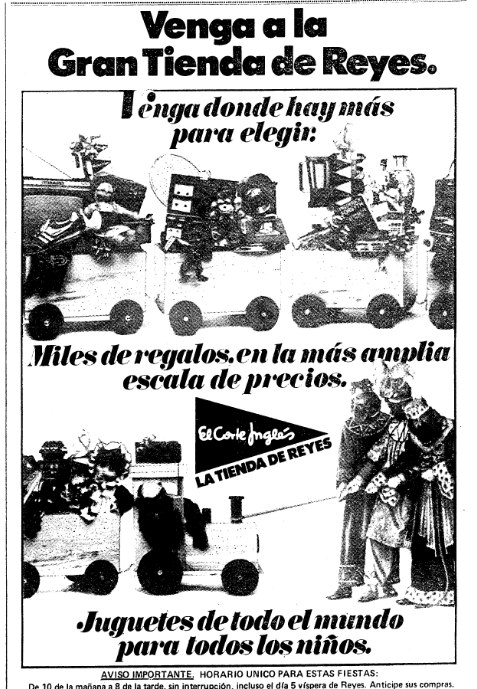 Venga a la
Gran Tienda de Reyes.
Venga donde hay más
para elegir:
Miles de regalos, en la más amplia
escala de precios.
El Corte Inglés
LA TIENDA DE REYES
Juguetes de todo el mundo
para todos los niños.
AVISO IMPORTANTE. HORARIO UNICO PARA ESTAS FIESTAS:
De 10 de la mañana a 8 de la tarde, sin interrupción, incluso el día 5 víspera de Reyes. Anticipe sus compras.